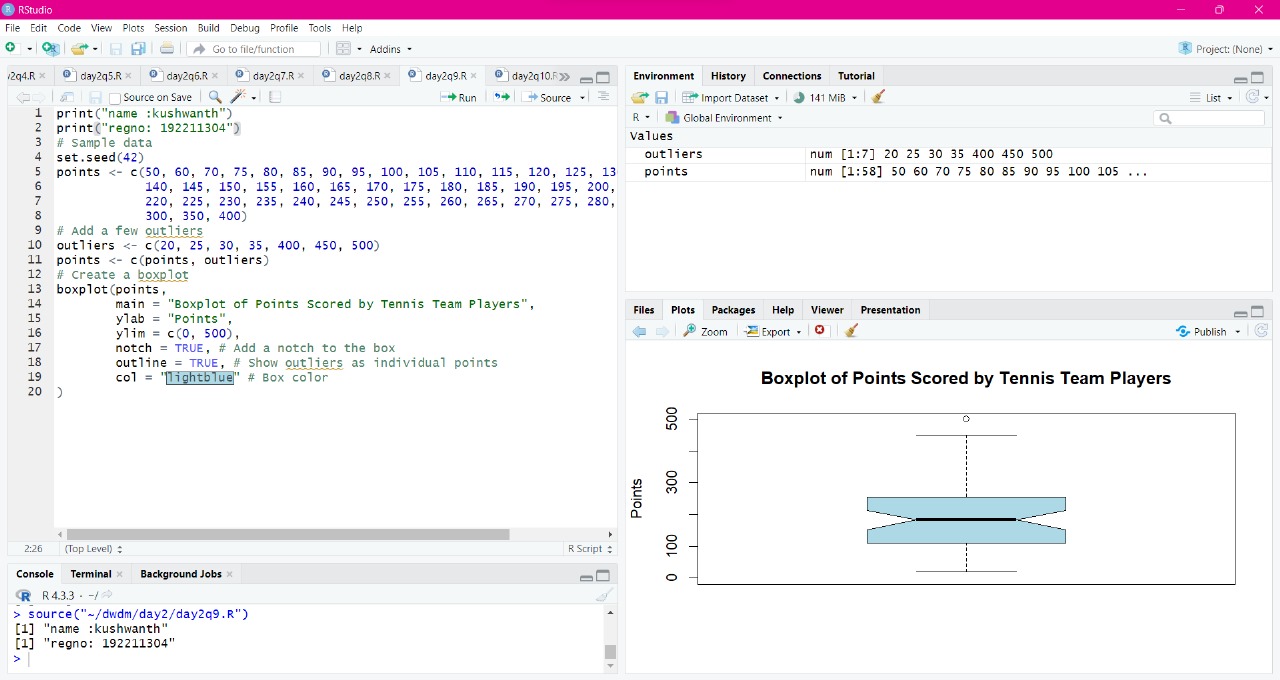 RStudio
File Edit Code View Plots Session Build Debug Profile Tools Help
Go to file/function Addins Project: (None)
2q4.R day2q5.R day2q6.R day2q7.R day2q8.R day2q9.R day2q10.R
Source on Save Run Source
1 print("name :kushwanth")
2 print("regno: 192211304")
3 # Sample data
4 set.seed(42)
5 points <- c(50, 60, 70, 75, 80, 85, 90, 95, 100, 105, 110, 115, 120, 125, 13
6 140, 145, 150, 155, 160, 165, 170, 175, 180, 185, 190, 195, 200,
7 220, 225, 230, 235, 240, 245, 250, 255, 260, 265, 270, 275, 280,
8 300, 350, 400)
9 # Add a few outliers
10 outliers <- c(20, 25, 30, 35, 400, 450, 500)
11 points <- c(points, outliers)
12 # Create a boxplot
13 boxplot(points,
14 main = "Boxplot of Points Scored by Tennis Team Players",
15 ylab = "Points",
16 ylim = c(0, 500),
17 notch = TRUE, # Add a notch to the box
18 outline = TRUE, # Show outliers as individual points
19 col = "lightblue" # Box color
20 )
2:26 (Top Level) R Script
Console Terminal Background Jobs
R 4.3.3 · ~/
> source("~/dwdm/day2/day2q9.R")
[1] "name :kushwanth"
[1] "regno: 192211304"
>
Environment History Connections Tutorial
Import Dataset 141 MiB List
R Global Environment
Values
outliers num [1:7] 20 25 30 35 400 450 500
points num [1:58] 50 60 70 75 80 85 90 95 100 105 ...
Files Plots Packages Help Viewer Presentation
Zoom Export Publish
Boxplot of Points Scored by Tennis Team Players
Points
500
300
100
0